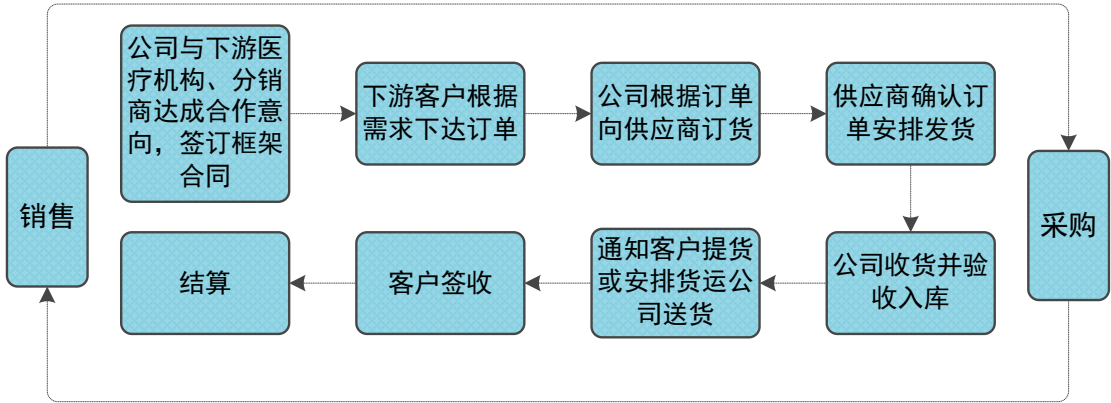 销售
公司与下游医
疗机构、分销
商达成合作意
向，签订框架
合同
下游客户根据
需求下达订单
公司根据订单
向供应商订货
供应商确认订
单安排发货
采购
公司收货并验
收入库
通知客户提货
或安排货运公
司送货
客户签收
结算